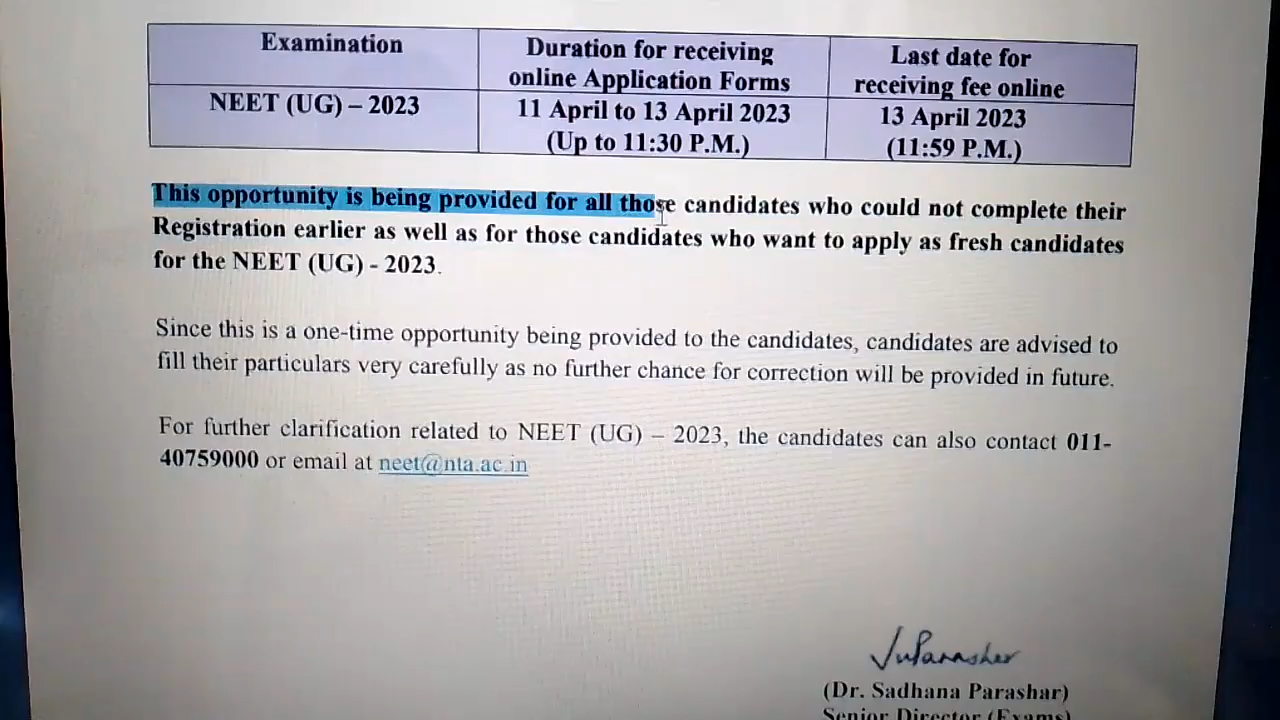 Examination
Duration for receiving
online Application Forms
Last date for
receiving fee online
NEET (UG) – 2023
11 April to 13 April 2023
(Up to 11:30 P.M.)
13 April 2023
(11:59 P.M.)
This opportunity is being provided for all those candidates who could not complete their
Registration earlier as well as for those candidates who want to apply as fresh candidates
for the NEET (UG) - 2023.
Since this is a one-time opportunity being provided to the candidates, candidates are advised to
fill their particulars very carefully as no further chance for correction will be provided in future.
For further clarification related to NEET (UG) – 2023, the candidates can also contact 011-
40759000 or email at neet@nta.ac.in
(Dr. Sadhana Parashar)
Senior Director (Exams)